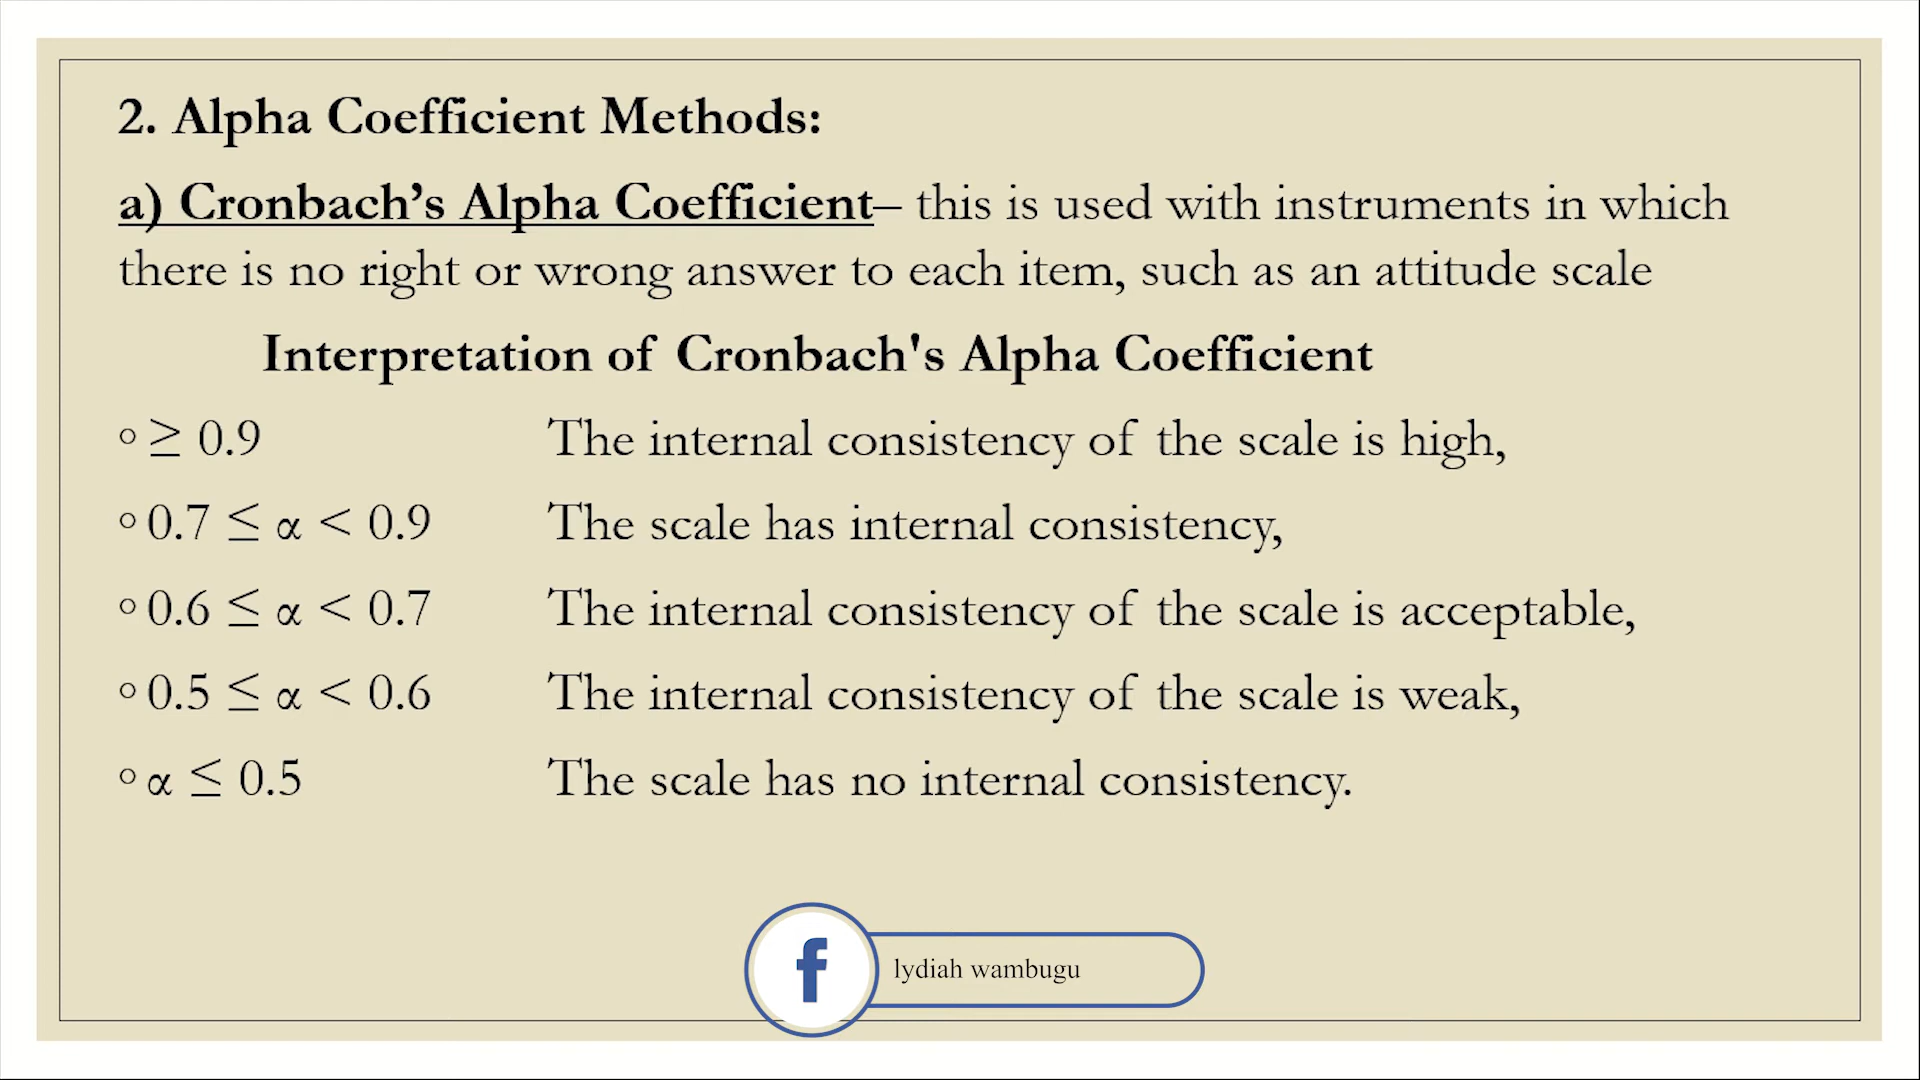 2. Alpha Coefficient Methods:
a) Cronbach’s Alpha Coefficient– this is used with instruments in which
there is no right or wrong answer to each item, such as an attitude scale
Interpretation of Cronbach's Alpha Coefficient
≥ 0.9 The internal consistency of the scale is high,
0.7 ≤ α < 0.9 The scale has internal consistency,
0.6 ≤ α < 0.7 The internal consistency of the scale is acceptable,
0.5 ≤ α < 0.6 The internal consistency of the scale is weak,
α ≤ 0.5 The scale has no internal consistency.
f lydiah wambugu